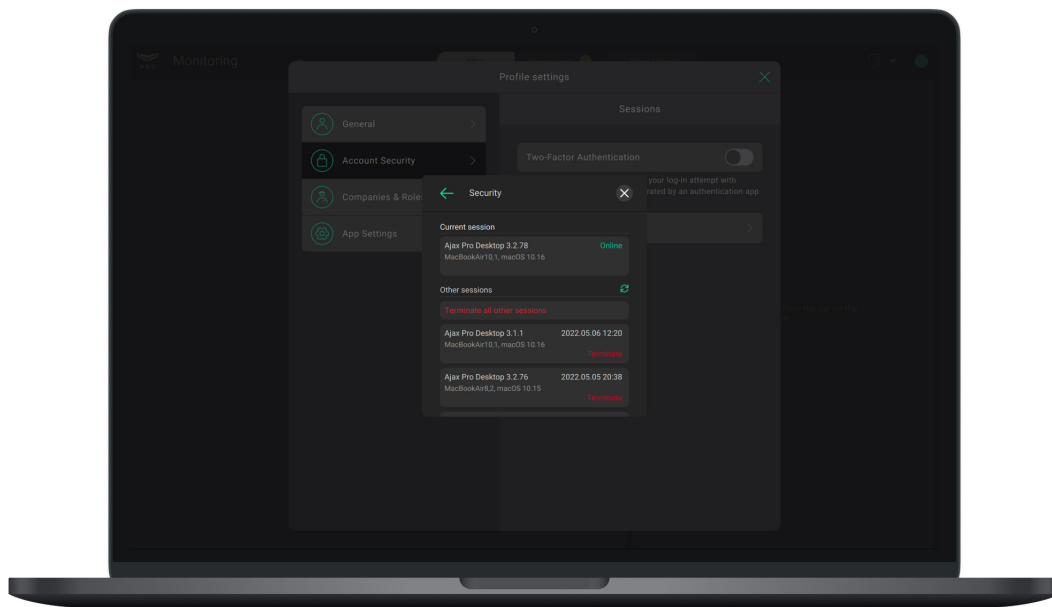 Monitoring
PRO
Profile settings
Sessions
General
Account Security
Two-Factor Authentication
your log-in attempt with
rated by an authentication app
Companies & Role
App Settings
Security
Current session
Ajax Pro Desktop 3.2.78 Online
MacBookAir10,1, macOS 10.16
Other sessions
Terminate all other sessions
Ajax Pro Desktop 3.1.1 2022.05.06 12:20
MacBookAir10,1, macOS 10.16
Terminate
Ajax Pro Desktop 3.2.76 2022.05.05 20:38
MacBookAir8,2, macOS 10.15
Terminate